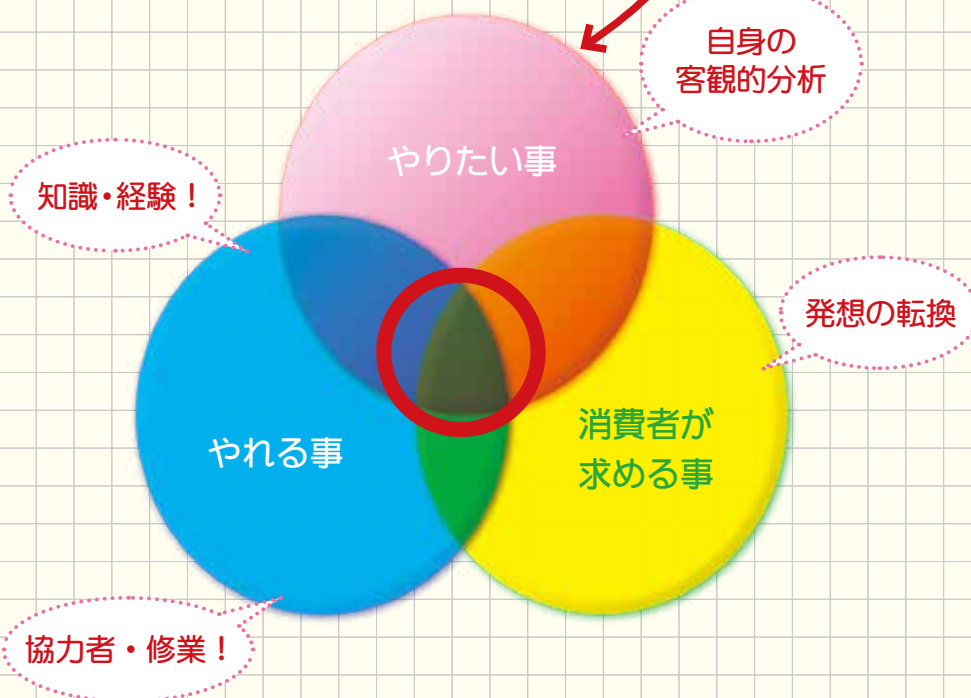 自身の
客観的分析
やりたい事
知識・経験！
発想の転換
消費者が
求める事
やれる事
協力者・修業！